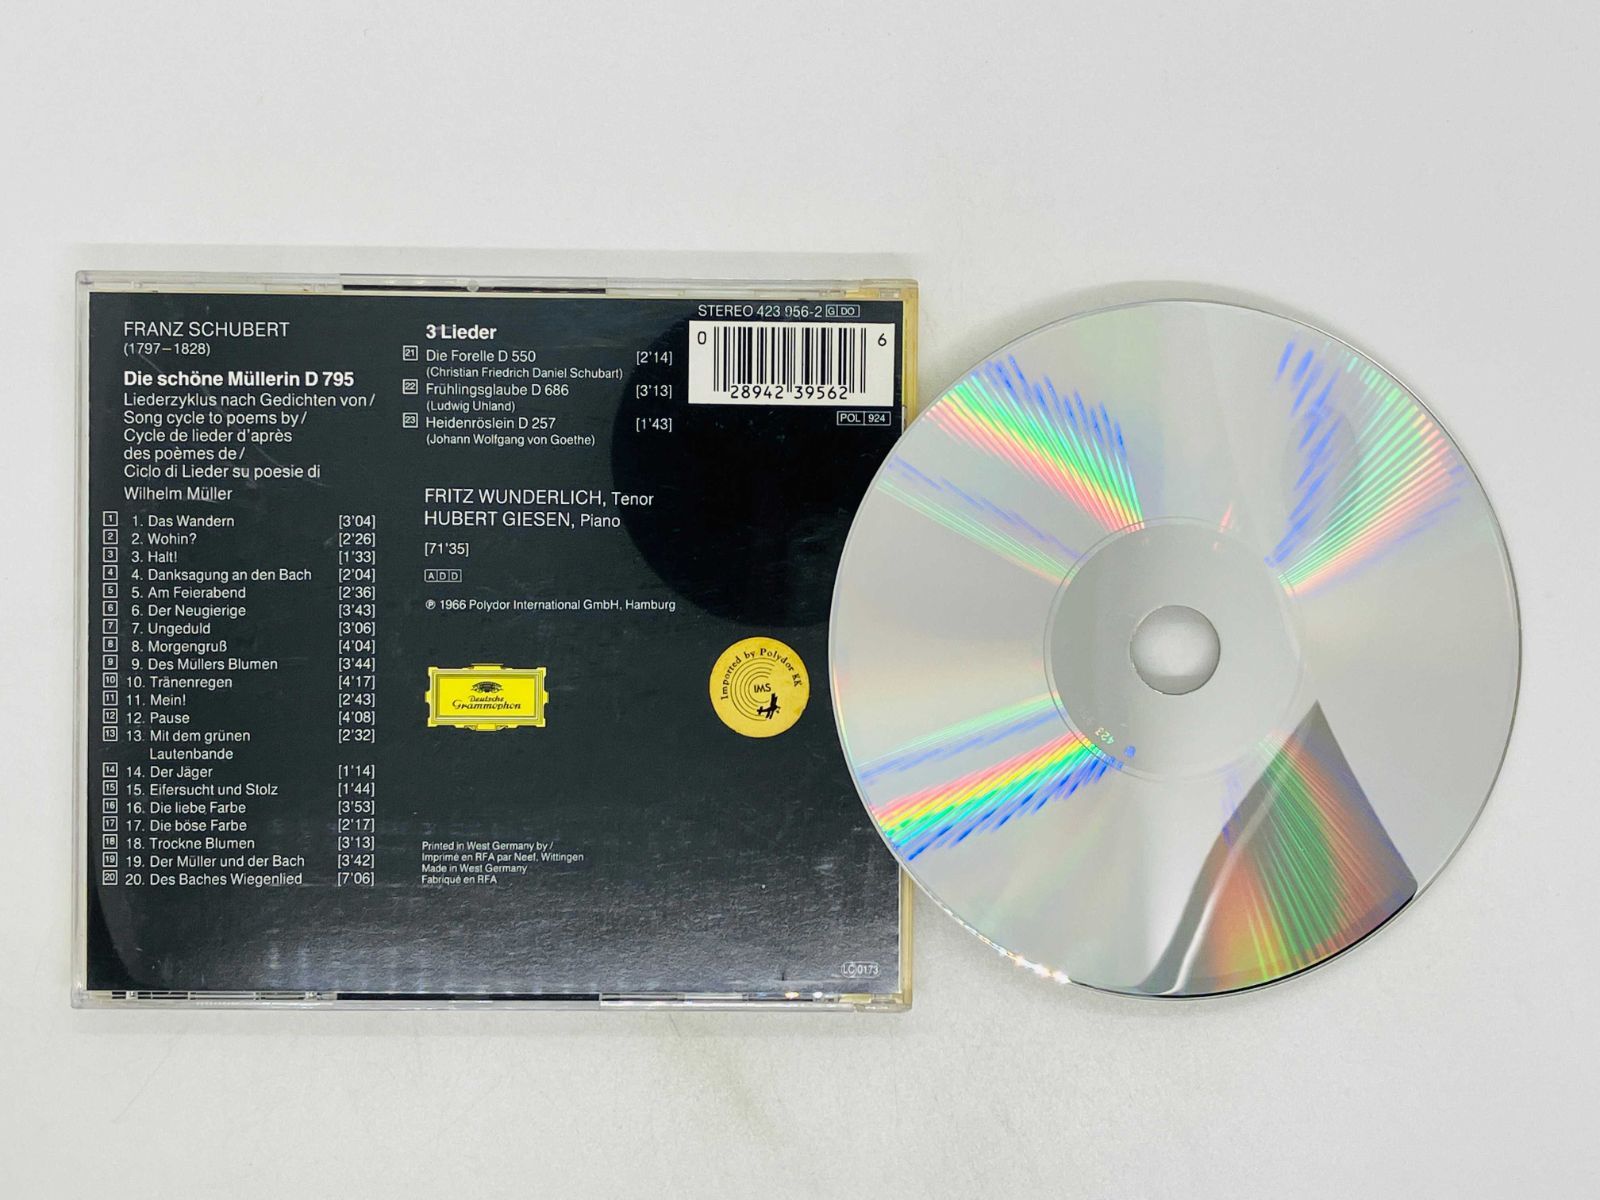 FRANZ SCHUBERT
(1797–1828)
Die schöne Müllerin D 795
Liederzyklus nach Gedichten von /
Song cycle to poems by /
Cycle de lieder d'après
des poèmes de /
Ciclo di Lieder su poesie di
Wilhelm Müller
1 1. Das Wandern [3'04]
2 2. Wohin? [2'26]
3 3. Halt! [1'33]
4 4. Danksagung an den Bach [2'04]
5 5. Am Feierabend [2'36]
6 6. Der Neugierige [3'43]
7 7. Ungeduld [3'06]
8 8. Morgengruß [4'04]
9 9. Des Müllers Blumen [3'44]
10 10. Tränenregen [4'17]
11 11. Mein! [2'43]
12 12. Pause [4'08]
13 13. Mit dem grünen [2'32]
Lautenbande
14 14. Der Jäger [1'14]
15 15. Eifersucht und Stolz [1'44]
16 16. Die liebe Farbe [3'53]
17 17. Die böse Farbe [2'17]
18 18. Trockne Blumen [3'13]
19 19. Der Müller und der Bach [3'42]
20 20. Des Baches Wiegenlied [7'06]
3 Lieder
21 Die Forelle D 550 [2'14]
(Christian Friedrich Daniel Schubart)
22 Frühlingsglaube D 686 [3'13]
(Ludwig Uhland)
23 Heidenröslein D 257 [1'43]
(Johann Wolfgang von Goethe)
FRITZ WUNDERLICH, Tenor
HUBERT GIESEN, Piano
[71'35]
ADD
℗ 1966 Polydor International GmbH, Hamburg
Deutsche
Grammophon
Printed in West Germany by /
Imprimé en RFA par Neef, Wittingen
Made in West Germany
Fabriqué en RFA
STEREO 423 956-2 G DO
0 28942 39562 6
POL 924
Imported by Polydor KK
IMS
LC 0173
423